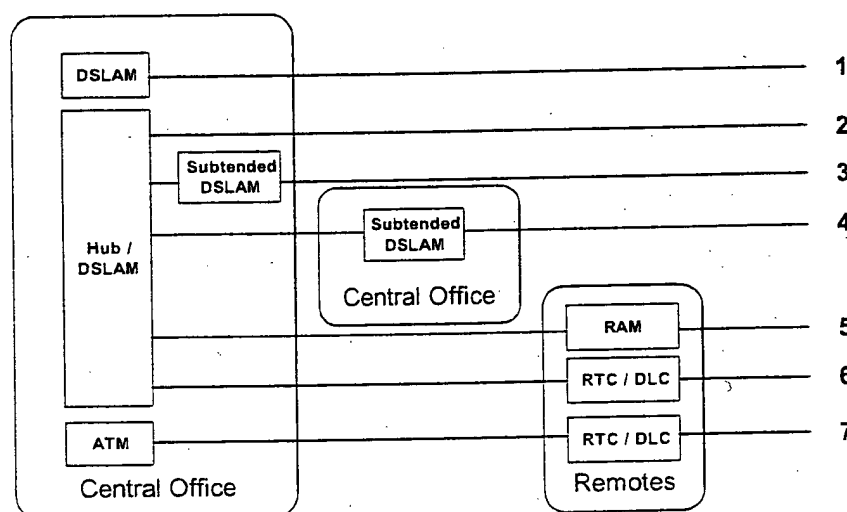 DSLAM
1
2
Subtended
DSLAM
3
Subtended
DSLAM
4
Hub /
DSLAM
Central Office
RAM
5
RTC / DLC
6
ATM
RTC / DLC
7
Central Office
Remotes